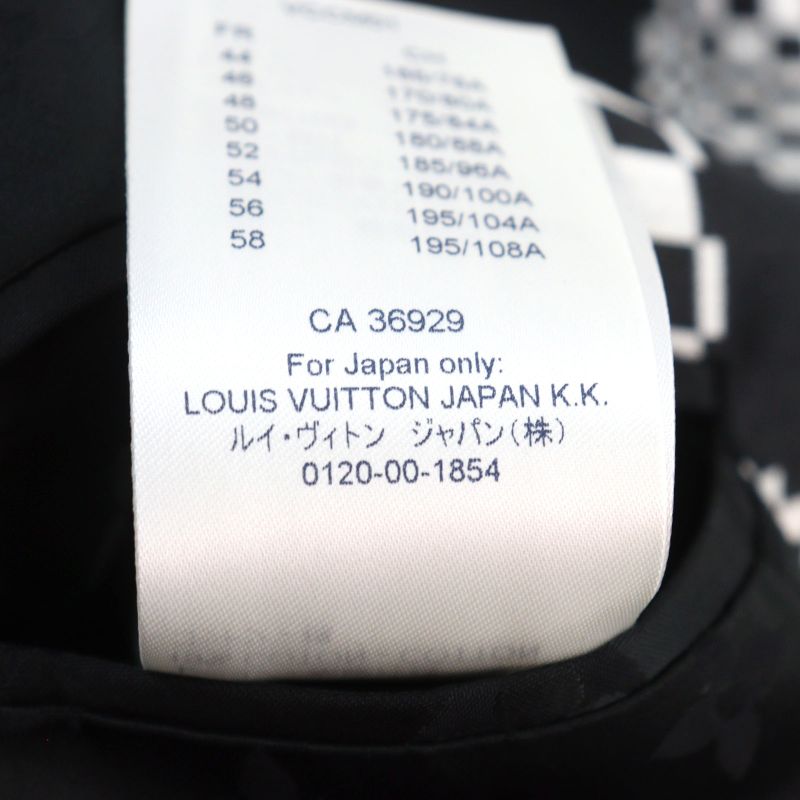 FR CN
44
46 170/80A
48 175/84A
50 180/88A
52 185/96A
54 190/100A
56 195/104A
58 195/108A
CA 36929
For Japan only:
LOUIS VUITTON JAPAN K.K.
ルイ・ヴィトン ジャパン(株)
0120-00-1854